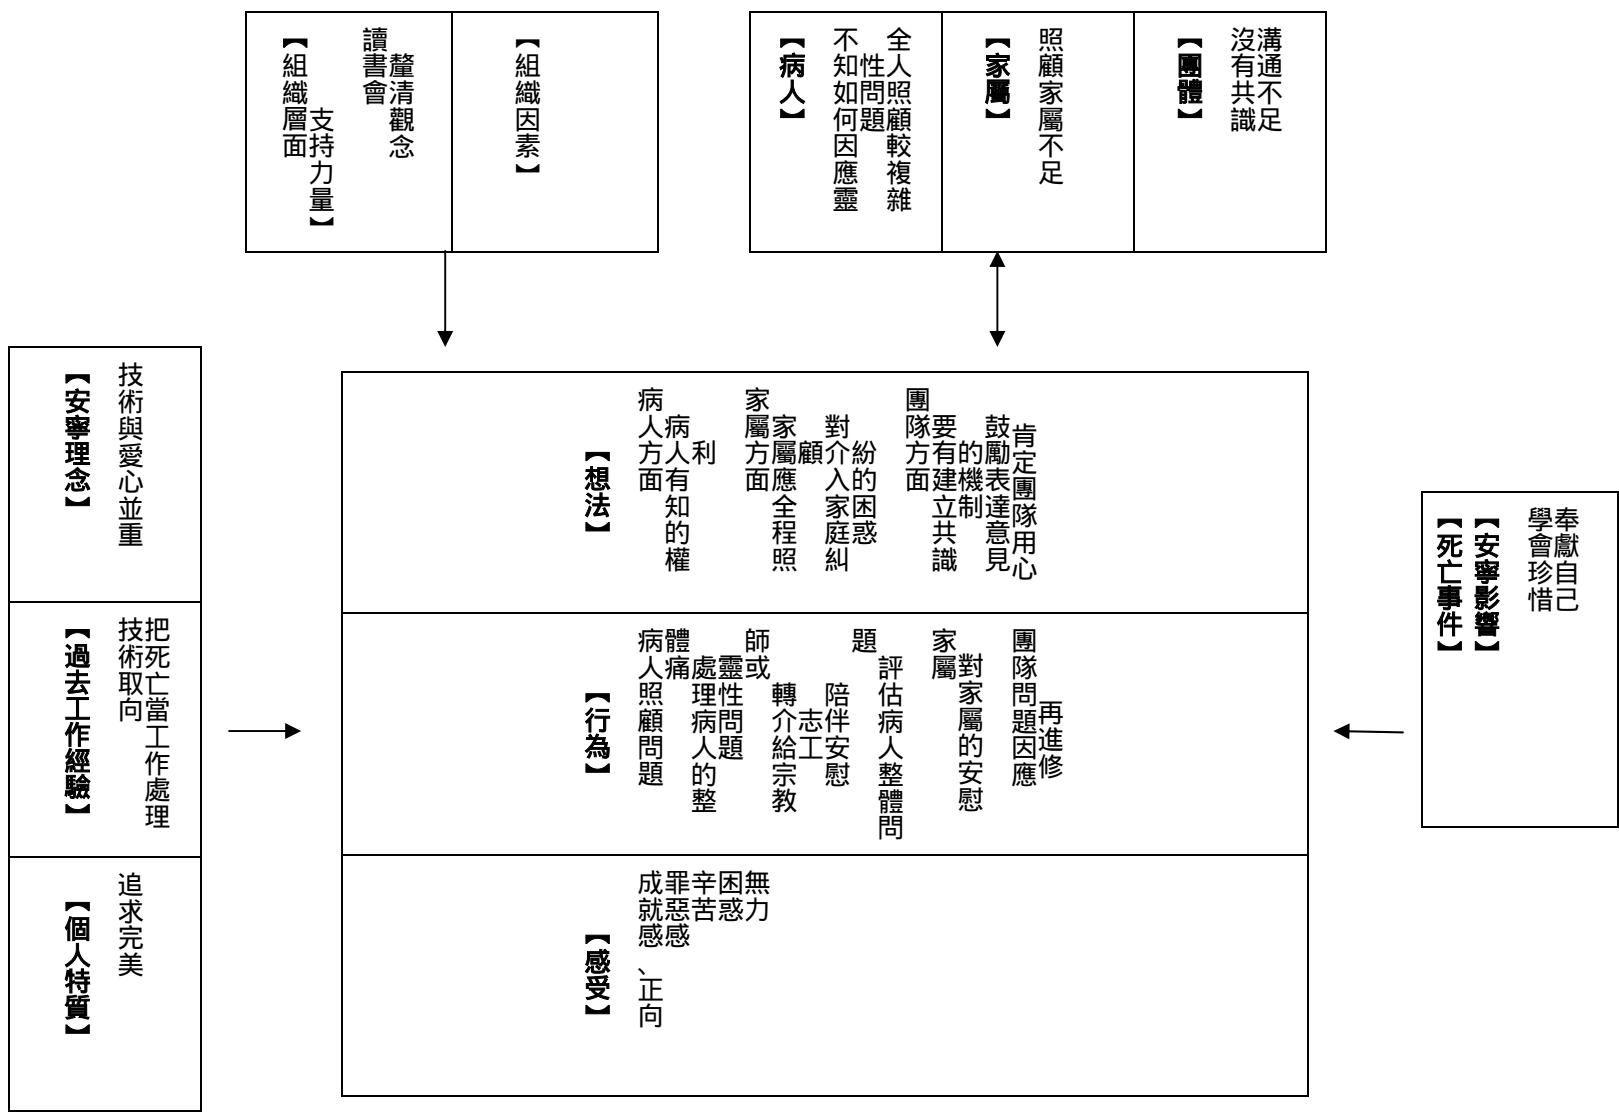 【組織層面
支持力量】
讀書會
釐清觀念
【組織因素】
【病人】
不知如何因應靈
性問題
全人照顧較複雜
【家屬】
照顧家屬不足
【團體】
沒有共識
溝通不足
【安寧理念】
技術與愛心並重
【過去工作經驗】
技術取向
把死亡當工作處理
【個人特質】
追求完美
【想法】
病人方面
病人有知的權
利
家屬方面
家屬應全程照
顧
對介入家庭糾
紛的困惑
團隊方面
要有建立共識
的機制
鼓勵表達意見
肯定團隊用心
【行為】
病人照顧問題
體痛
處理病人的整
靈性問題
師或
轉介給宗教
志工
陪伴安慰
題
評估病人整體問
家屬
對家屬的安慰
團隊問題因應
再進修
【感受】
成就感、正向
罪惡感
辛苦
困惑
無力
【死亡事件】
【安寧影響】
學會珍惜
奉獻自己